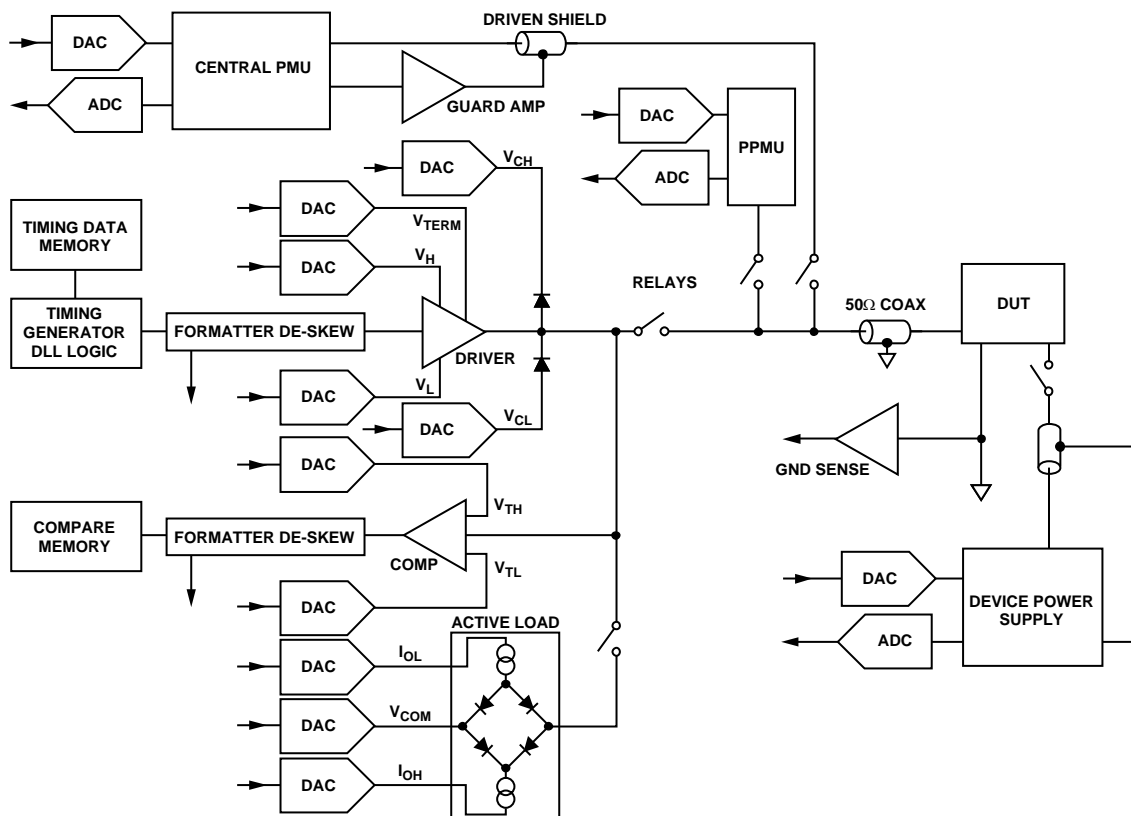 DRIVEN SHIELD
DAC
CENTRAL PMU
ADC
GUARD AMP
DAC
PPMU
ADC
DAC
VCH
DAC
VTERM
TIMING DATA
MEMORY
DAC
VH
RELAYS
TIMING
GENERATOR
DLL LOGIC
FORMATTER DE-SKEW
DRIVER
50Ω COAX
DUT
DAC
VL
DAC
VCL
GND SENSE
DAC
VTH
COMPARE
MEMORY
FORMATTER DE-SKEW
COMP
VTL
DAC
ACTIVE LOAD
DAC
IOL
DAC
VCOM
DAC
IOH
DAC
ADC
DEVICE POWER
SUPPLY